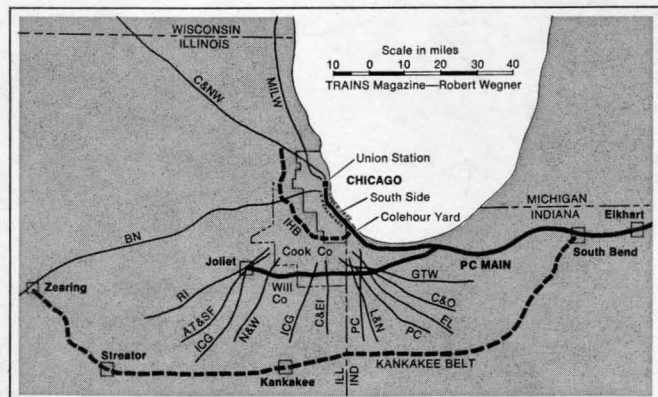 WISCONSIN
ILLINOIS
Scale in miles
10 0 10 20 30 40
TRAINS Magazine—Robert Wegner
C&NW
MILW
Union Station
CHICAGO
South Side
Colehour Yard
MICHIGAN
INDIANA
Elkhart
BN
IHB
Cook Co
South Bend
PC MAIN
Joliet
GTW
Zearing
RI
Will
Co
C&O
AT&SF
ICG
N&W
ICG
C&EI
PC
L&N
PC
EL
Streator
Kankakee
ILL
IND
KANKAKEE BELT